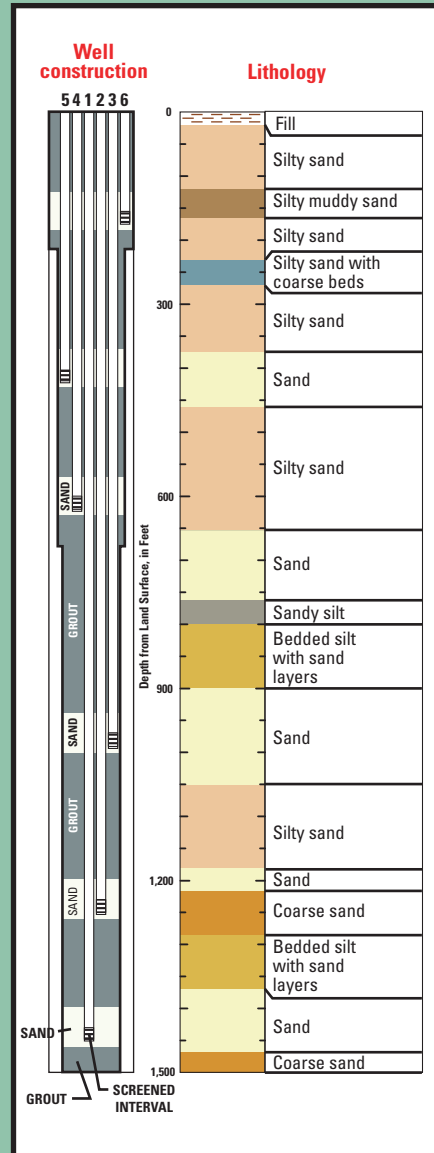 Well
construction
Lithology
5 4 1 2 3 6
0
300
600
900
1,200
1,500
Depth from Land Surface, in Feet
SAND
GROUT
SAND
GROUT
SAND
SAND
GROUT
SCREENED
INTERVAL
Fill
Silty sand
Silty muddy sand
Silty sand
Silty sand with
coarse beds
Silty sand
Sand
Silty sand
Sand
Sandy silt
Bedded silt
with sand
layers
Sand
Silty sand
Sand
Coarse sand
Bedded silt
with sand
layers
Sand
Coarse sand